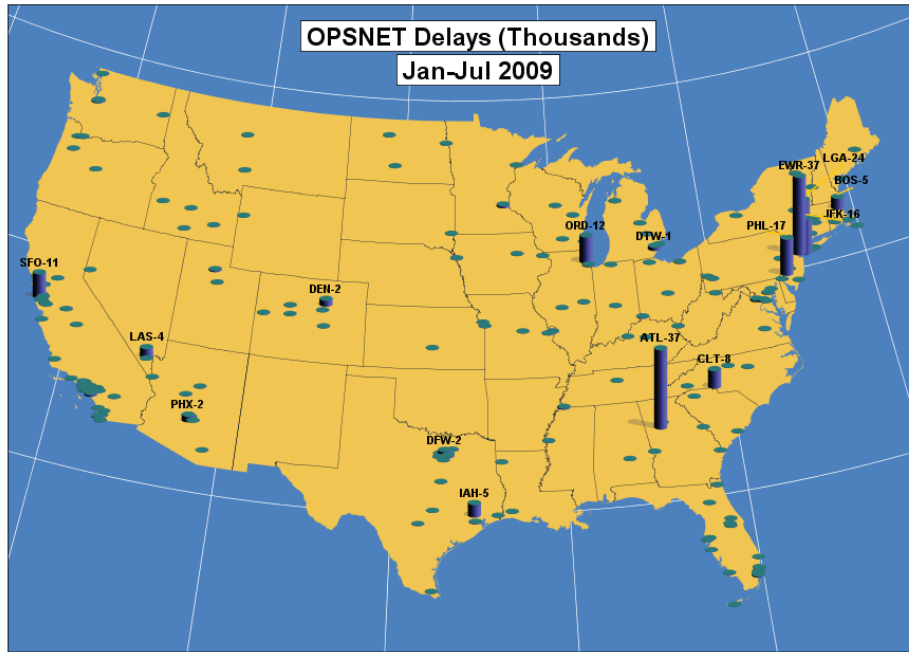 OPSNET Delays (Thousands)
Jan-Jul 2009
LGA-24
EWR-37
BOS-5
JFK-16
PHL-17
ORD-12
DTW-1
SFO-11
DEN-2
LAS-4
ATL-37
CLT-8
PHX-2
DFW-2
IAH-5